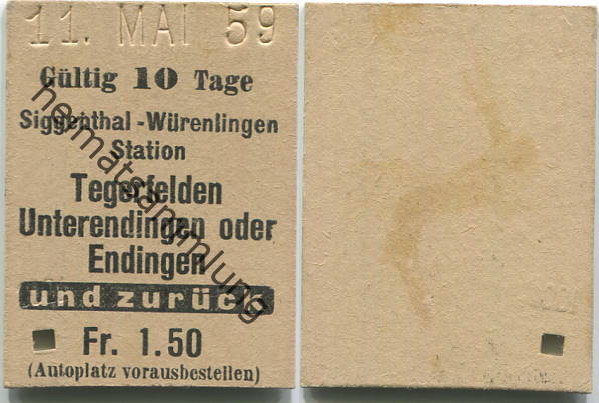 11. MAI 59
Gültig 10 Tage
Siggenthal-Würenlingen
Station
Tegerfelden
Unterendingen oder
Endingen
und zurück
Fr. 1.50
(Autoplatz vorausbestellen)
heimatsammlung